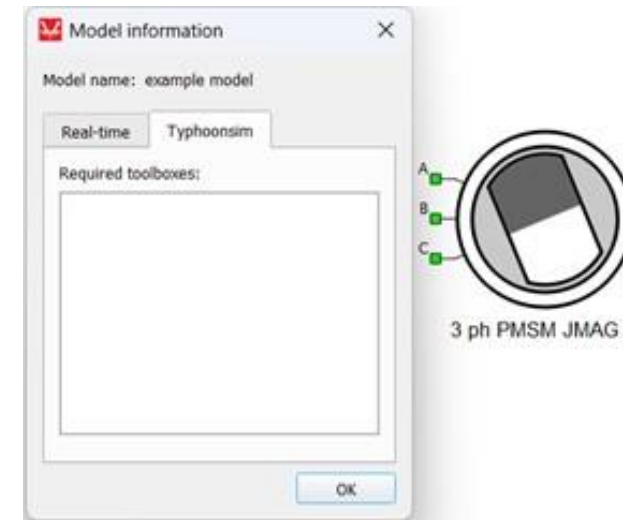 Model information
Model name: example model
Real-time
Typhoonsim
Required toolboxes:
OK
A
B
C
3 ph PMSM JMAG